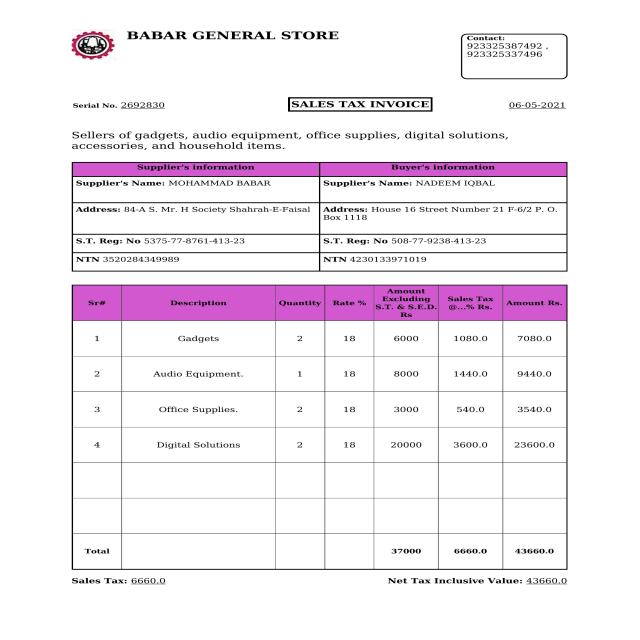 BABAR GENERAL STORE
Contact:
923325387492 ,
923325337496
Serial No. 2692830
SALES TAX INVOICE
06-05-2021
Sellers of gadgets, audio equipment, office supplies, digital solutions,
accessories, and household items.
Supplier's information Buyer's information
Supplier's Name: MOHAMMAD BABAR Supplier's Name: NADEEM IQBAL
Address: 84-A S. Mr. H Society Shahrah-E-Faisal Address: House 16 Street Number 21 F-6/2 P. O.
Box 1118
S.T. Reg: No 5375-77-8761-413-23 S.T. Reg: No 508-77-9238-413-23
NTN 3520284349989 NTN 4230133971019
Sr# Description Quantity Rate % Amount Excluding S.T. & S.E.D. Rs Sales Tax @...% Rs. Amount Rs.
1 Gadgets 2 18 6000 1080.0 7080.0
2 Audio Equipment. 1 18 8000 1440.0 9440.0
3 Office Supplies. 2 18 3000 540.0 3540.0
4 Digital Solutions 2 18 20000 3600.0 23600.0
Total 37000 6660.0 43660.0
Sales Tax: 6660.0 Net Tax Inclusive Value: 43660.0